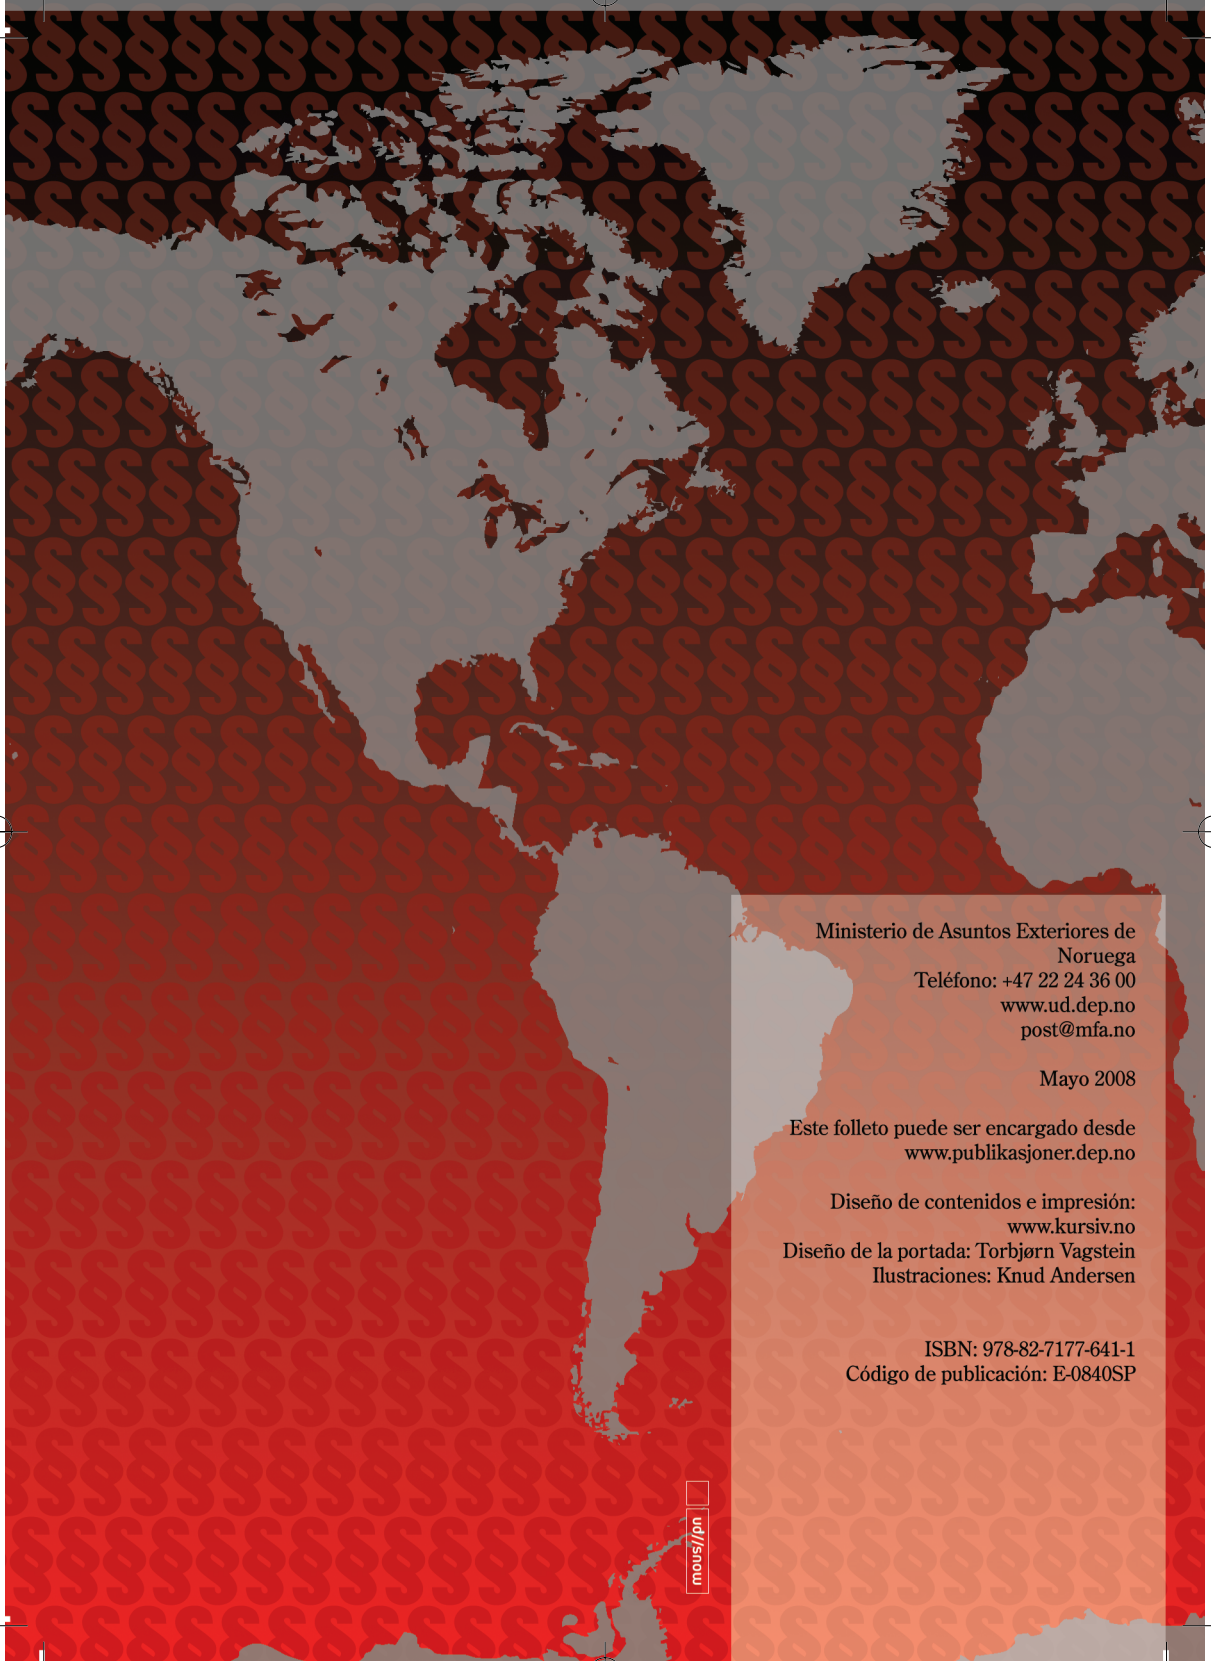 Ministerio de Asuntos Exteriores de
Noruega
Teléfono: +47 22 24 36 00
www.ud.dep.no
post@mfa.no
Mayo 2008
Este folleto puede ser encargado desde
www.publikasjoner.dep.no
Diseño de contenidos e impresión:
www.kursiv.no
Diseño de la portada: Torbjørn Vagstein
Ilustraciones: Knud Andersen
ISBN: 978-82-7177-641-1
Código de publicación: E-0840SP
ud//snow